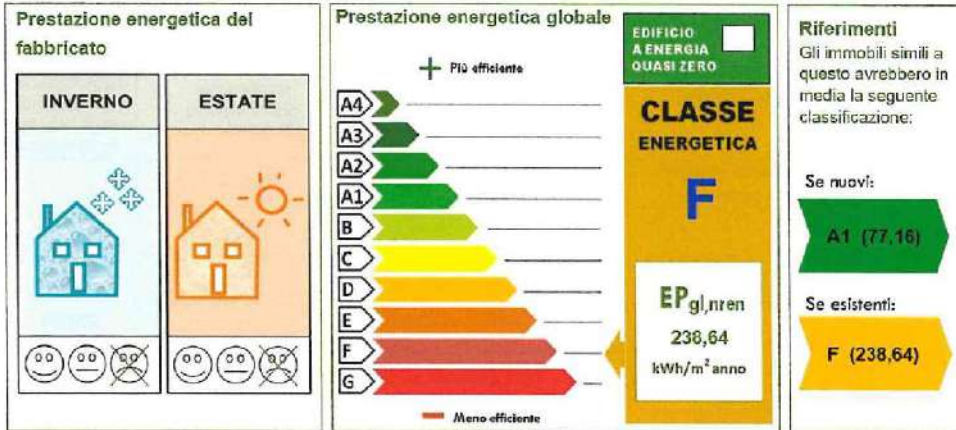 Prestazione energetica del
fabbricato
INVERNO
ESTATE
Prestazione energetica globale
+ Più efficiente
A4
A3
A2
A1
B
C
D
E
F
G
Meno efficiente
EDIFICIO
A ENERGIA
QUASI ZERO
CLASSE
ENERGETICA
F
EPgl,nren
238,64
kWh/m² anno
Riferimenti
Gli immobili simili a
questo avrebbero in
media la seguente
classificazione:
Se nuovi:
A1 (77,16)
Se esistenti:
F (238,64)